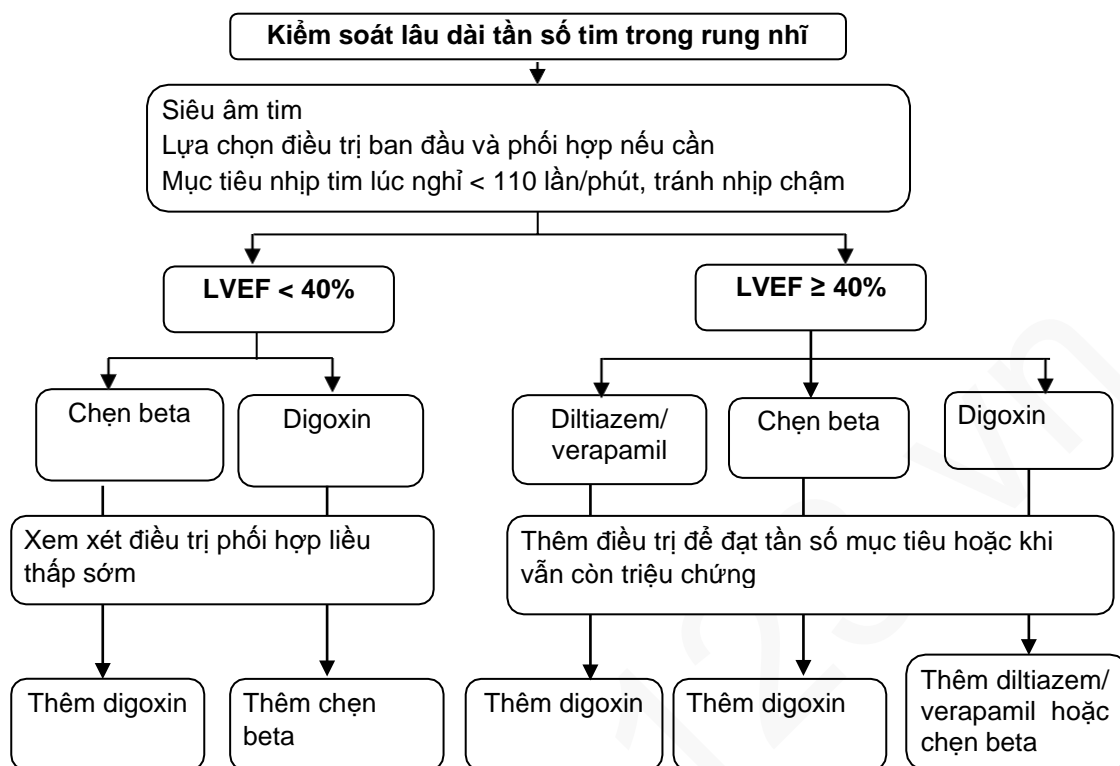 Kiểm soát lâu dài tần số tim trong rung nhĩ
Siêu âm tim
Lựa chọn điều trị ban đầu và phối hợp nếu cần
Mục tiêu nhịp tim lúc nghỉ < 110 lần/phút, tránh nhịp chậm
LVEF < 40%
LVEF ≥ 40%
Chẹn beta
Digoxin
Diltiazem/
verapamil
Chẹn beta
Digoxin
Xem xét điều trị phối hợp liều
thấp sớm
Thêm điều trị để đạt tần số mục tiêu hoặc khi
vẫn còn triệu chứng
Thêm digoxin
Thêm chẹn
beta
Thêm digoxin
Thêm digoxin
Thêm diltiazem/
verapamil hoặc
chẹn beta